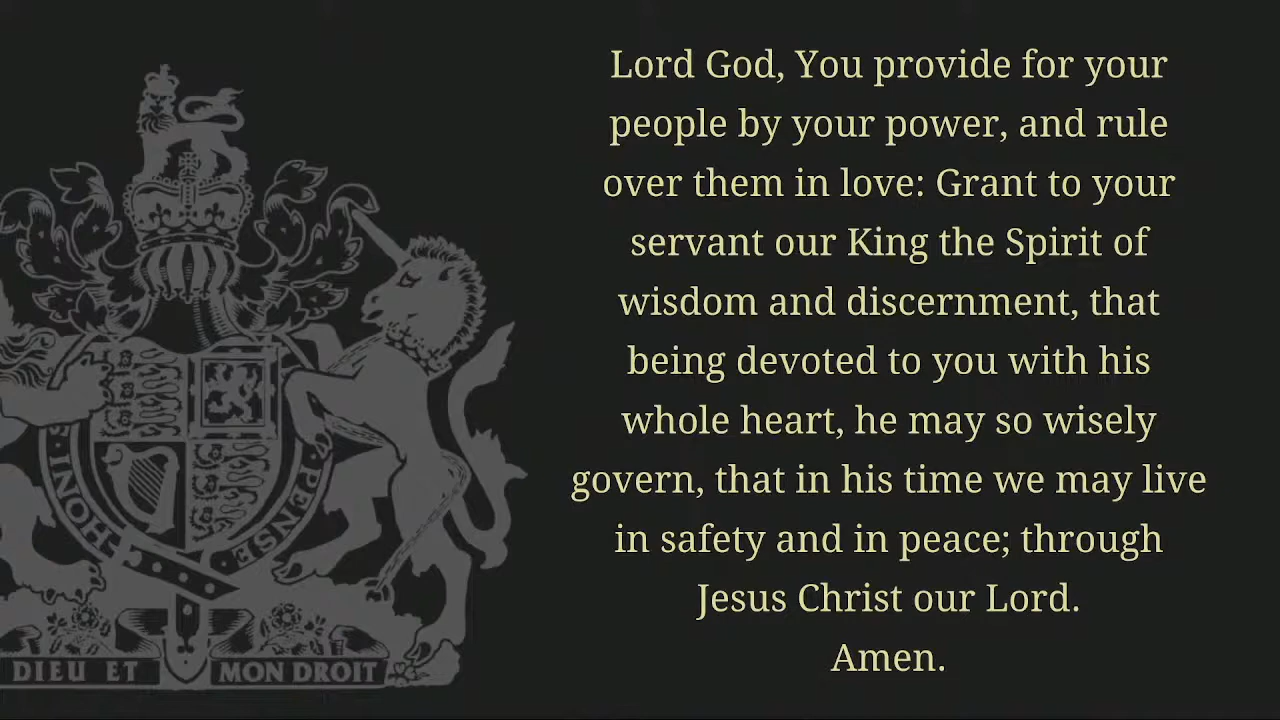 Lord God, You provide for your
people by your power, and rule
over them in love: Grant to your
servant our King the Spirit of
wisdom and discernment, that
being devoted to you with his
whole heart, he may so wisely
govern, that in his time we may live
in safety and in peace; through
Jesus Christ our Lord.
Amen.
HONI
PENSE
DIEU ET MON DROIT